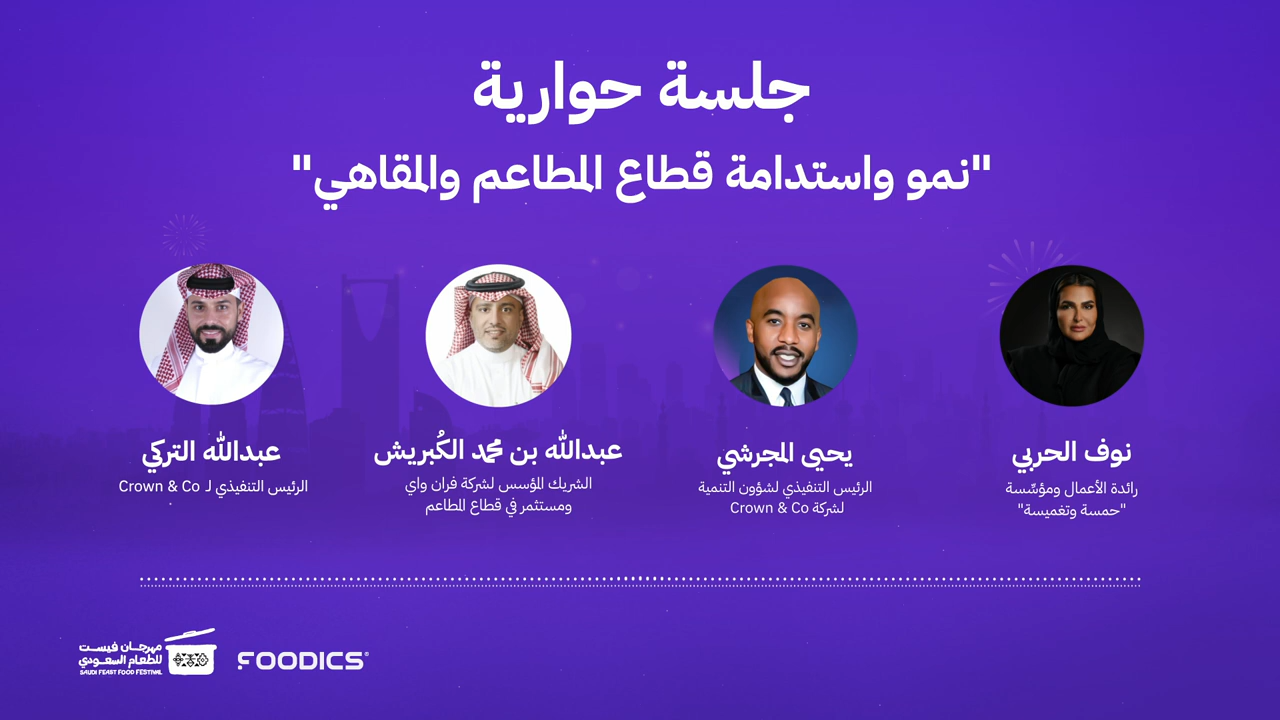 جلسة حوارية
"نمو واستدامة قطاع المطاعم والمقاهي"
نوف الحربي
رائدة الأعمال ومؤسّسة
"حمسة وتغميسة"
يحيى المجرشي
الرئيس التنفيذي لشؤون التنمية
لشركة Crown & Co
عبدالله بن محمد الكُبريش
الشريك المؤسس لشركة فران واي
ومستثمر في قطاع المطاعم
عبدالله التركي
الرئيس التنفيذي لـ Crown & Co
مهرجان فيست
للطعام السعودي
SAUDI FEAST FOOD FESTIVAL
FOODICS